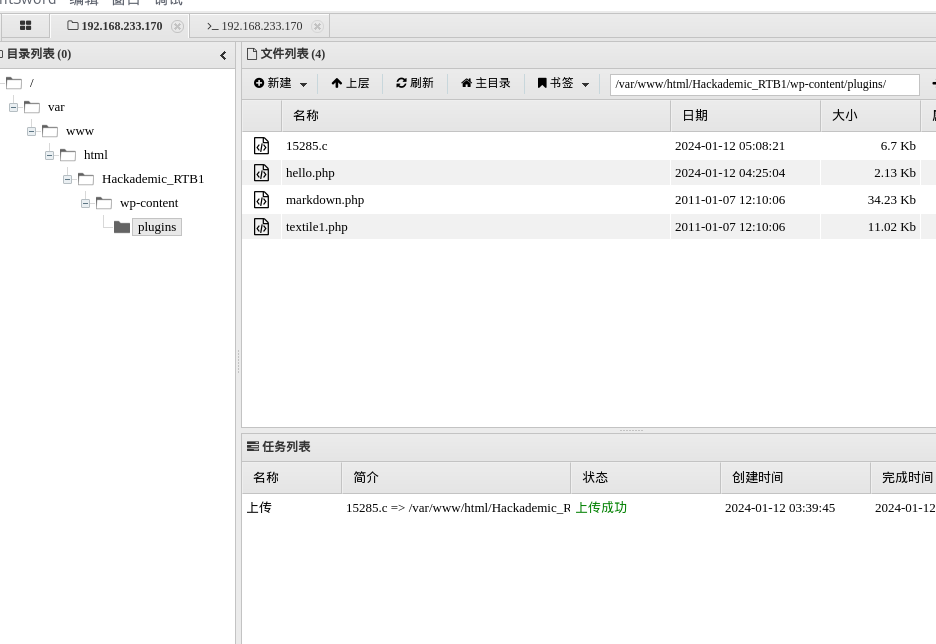 编辑 窗口 调试
192.168.233.170
>_ 192.168.233.170
目录列表 (0)
/
var
www
html
Hackademic_RTB1
wp-content
plugins
文件列表 (4)
新建 上层 刷新 主目录 书签 /var/www/html/Hackademic_RTB1/wp-content/plugins/
名称 日期 大小
15285.c 2024-01-12 05:08:21 6.7 Kb
hello.php 2024-01-12 04:25:04 2.13 Kb
markdown.php 2011-01-07 12:10:06 34.23 Kb
textile1.php 2011-01-07 12:10:06 11.02 Kb
任务列表
名称 简介 状态 创建时间 完成时间
上传 15285.c => /var/www/html/Hackademic_R 上传成功 2024-01-12 03:39:45 2024-01-12